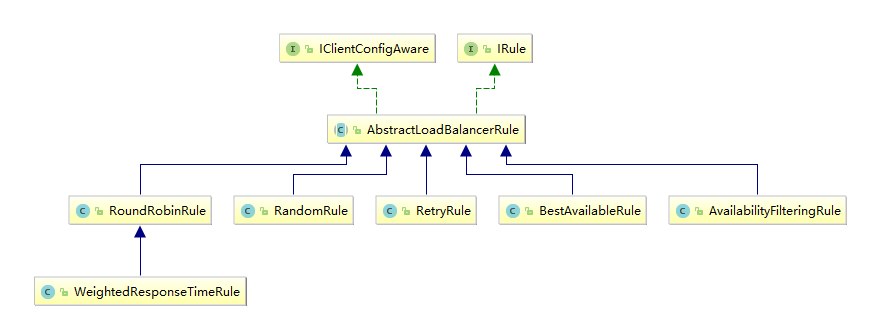 I IClientConfigAware
I IRule
C AbstractLoadBalancerRule
C RoundRobinRule
C RandomRule
C RetryRule
C BestAvailableRule
C AvailabilityFilteringRule
C WeightedResponseTimeRule